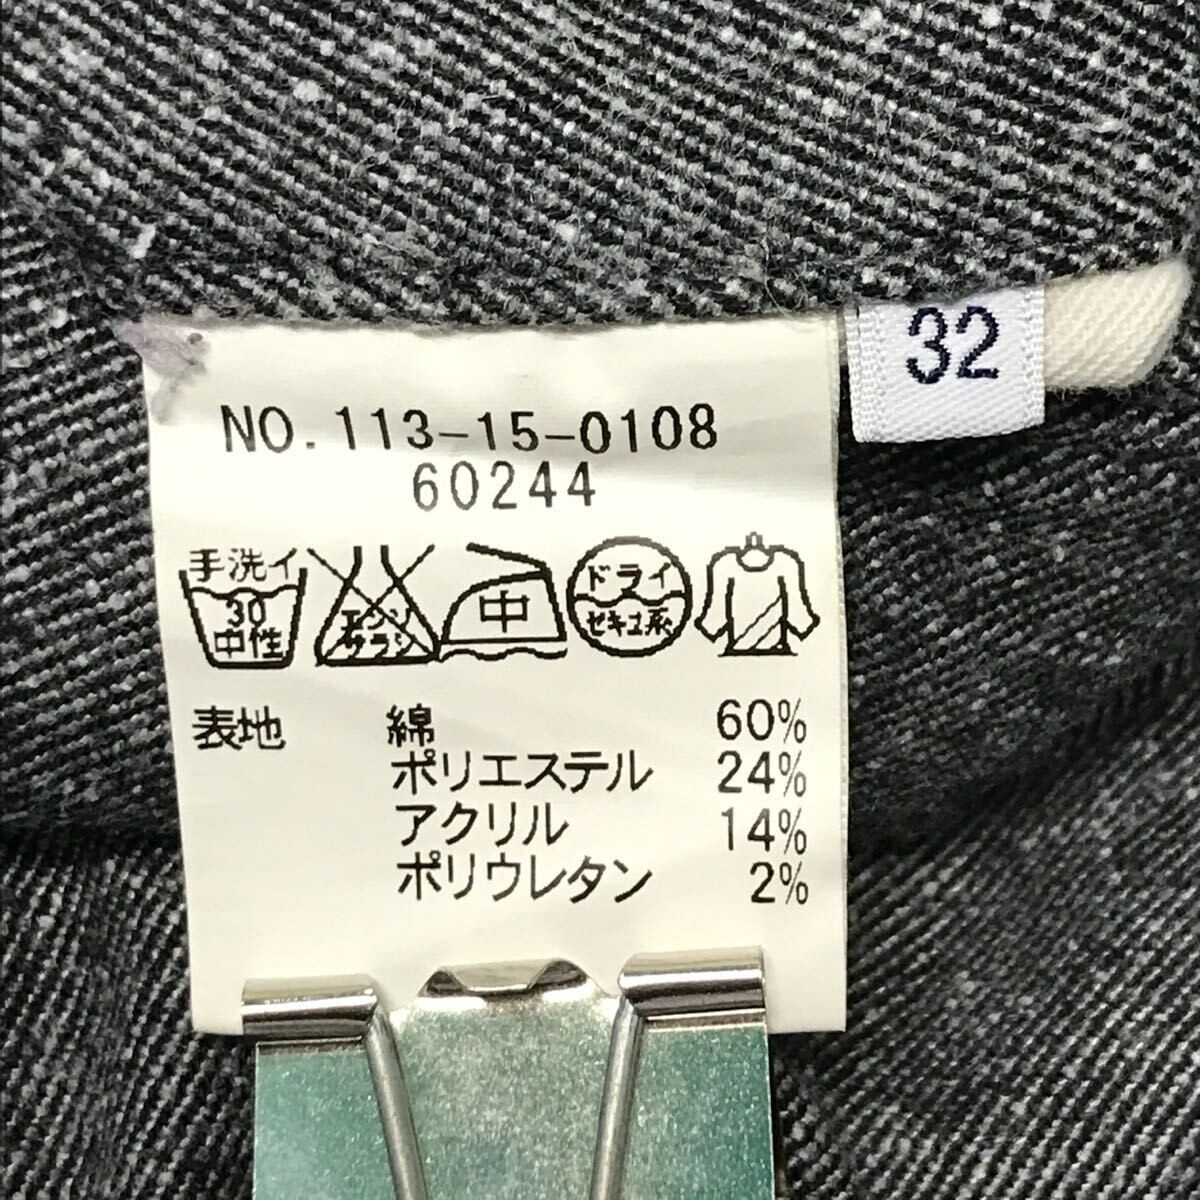 32
NO.113-15-0108
60244
手洗イ
30
中性
エンソ
サラシ
中
ドライ
セキユ系
表地 綿 60%
ポリエステル 24%
アクリル 14%
ポリウレタン 2%